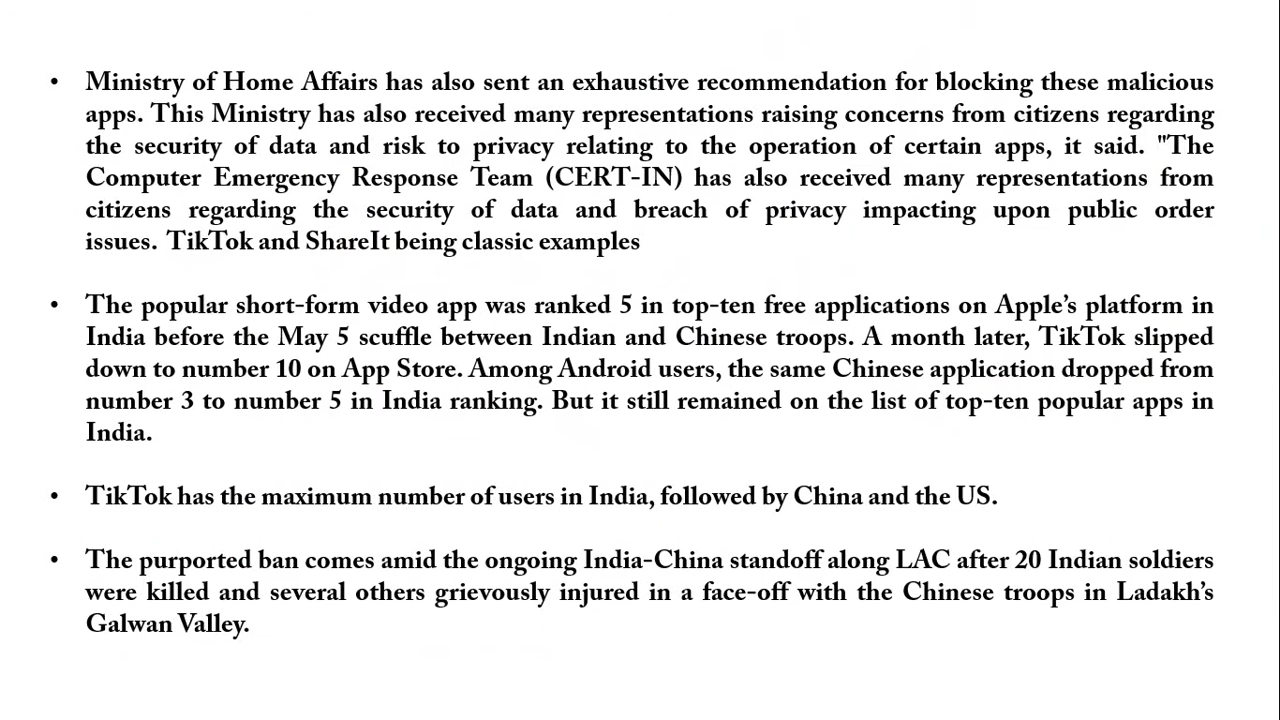 • Ministry of Home Affairs has also sent an exhaustive recommendation for blocking these malicious
apps. This Ministry has also received many representations raising concerns from citizens regarding
the security of data and risk to privacy relating to the operation of certain apps, it said. "The
Computer Emergency Response Team (CERT-IN) has also received many representations from
citizens regarding the security of data and breach of privacy impacting upon public order
issues. TikTok and ShareIt being classic examples
• The popular short-form video app was ranked 5 in top-ten free applications on Apple’s platform in
India before the May 5 scuffle between Indian and Chinese troops. A month later, TikTok slipped
down to number 10 on App Store. Among Android users, the same Chinese application dropped from
number 3 to number 5 in India ranking. But it still remained on the list of top-ten popular apps in
India.
• TikTok has the maximum number of users in India, followed by China and the US.
• The purported ban comes amid the ongoing India-China standoff along LAC after 20 Indian soldiers
were killed and several others grievously injured in a face-off with the Chinese troops in Ladakh’s
Galwan Valley.